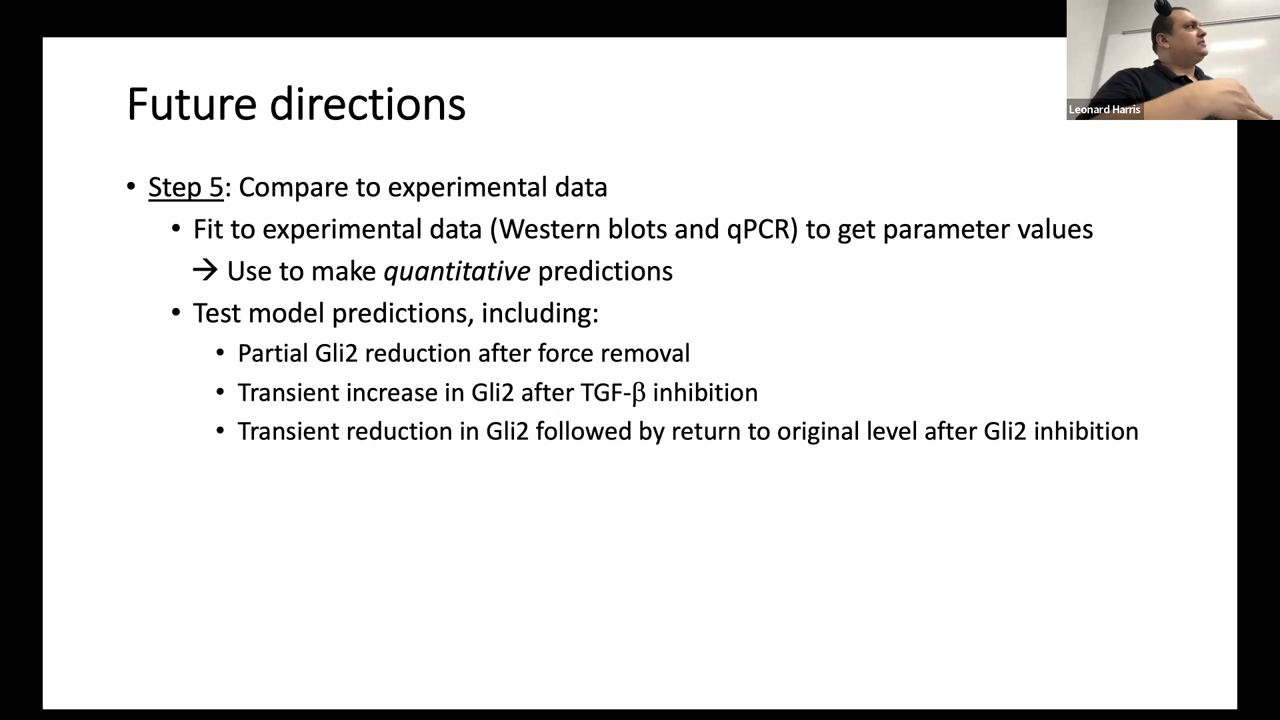 Future directions
Leonard Harris
• Step 5: Compare to experimental data
• Fit to experimental data (Western blots and qPCR) to get parameter values
→ Use to make quantitative predictions
• Test model predictions, including:
• Partial Gli2 reduction after force removal
• Transient increase in Gli2 after TGF-β inhibition
• Transient reduction in Gli2 followed by return to original level after Gli2 inhibition